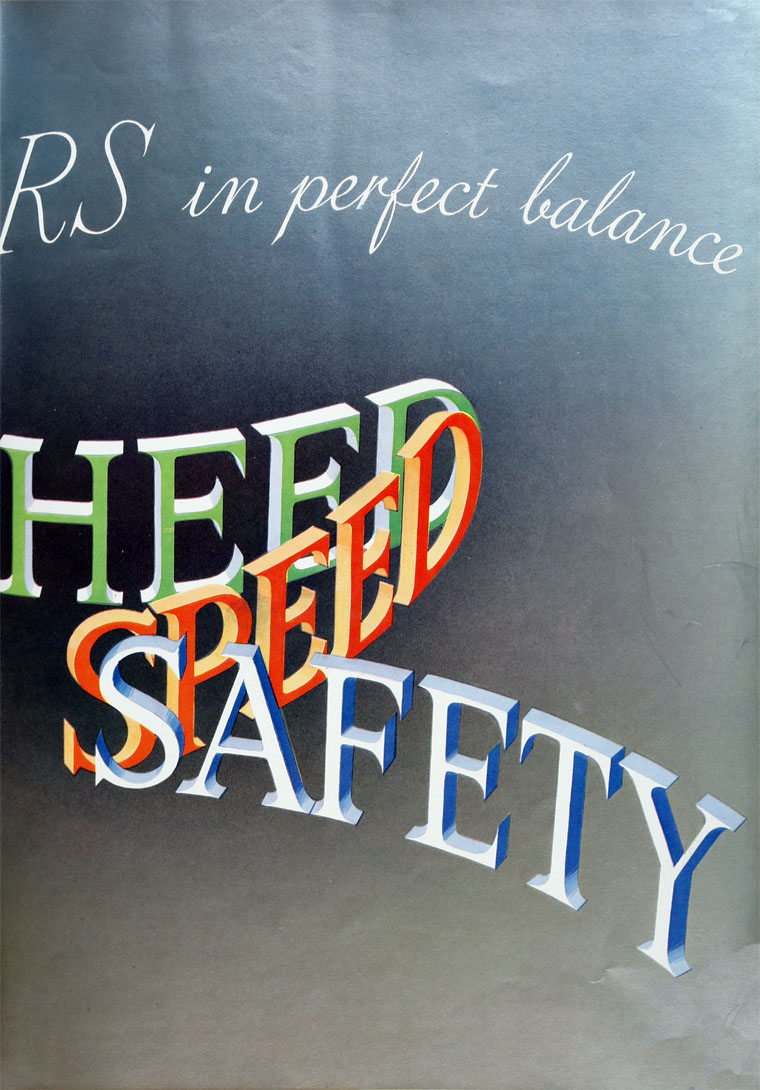 RS in perfect balance
HEED
SPEED
SAFETY